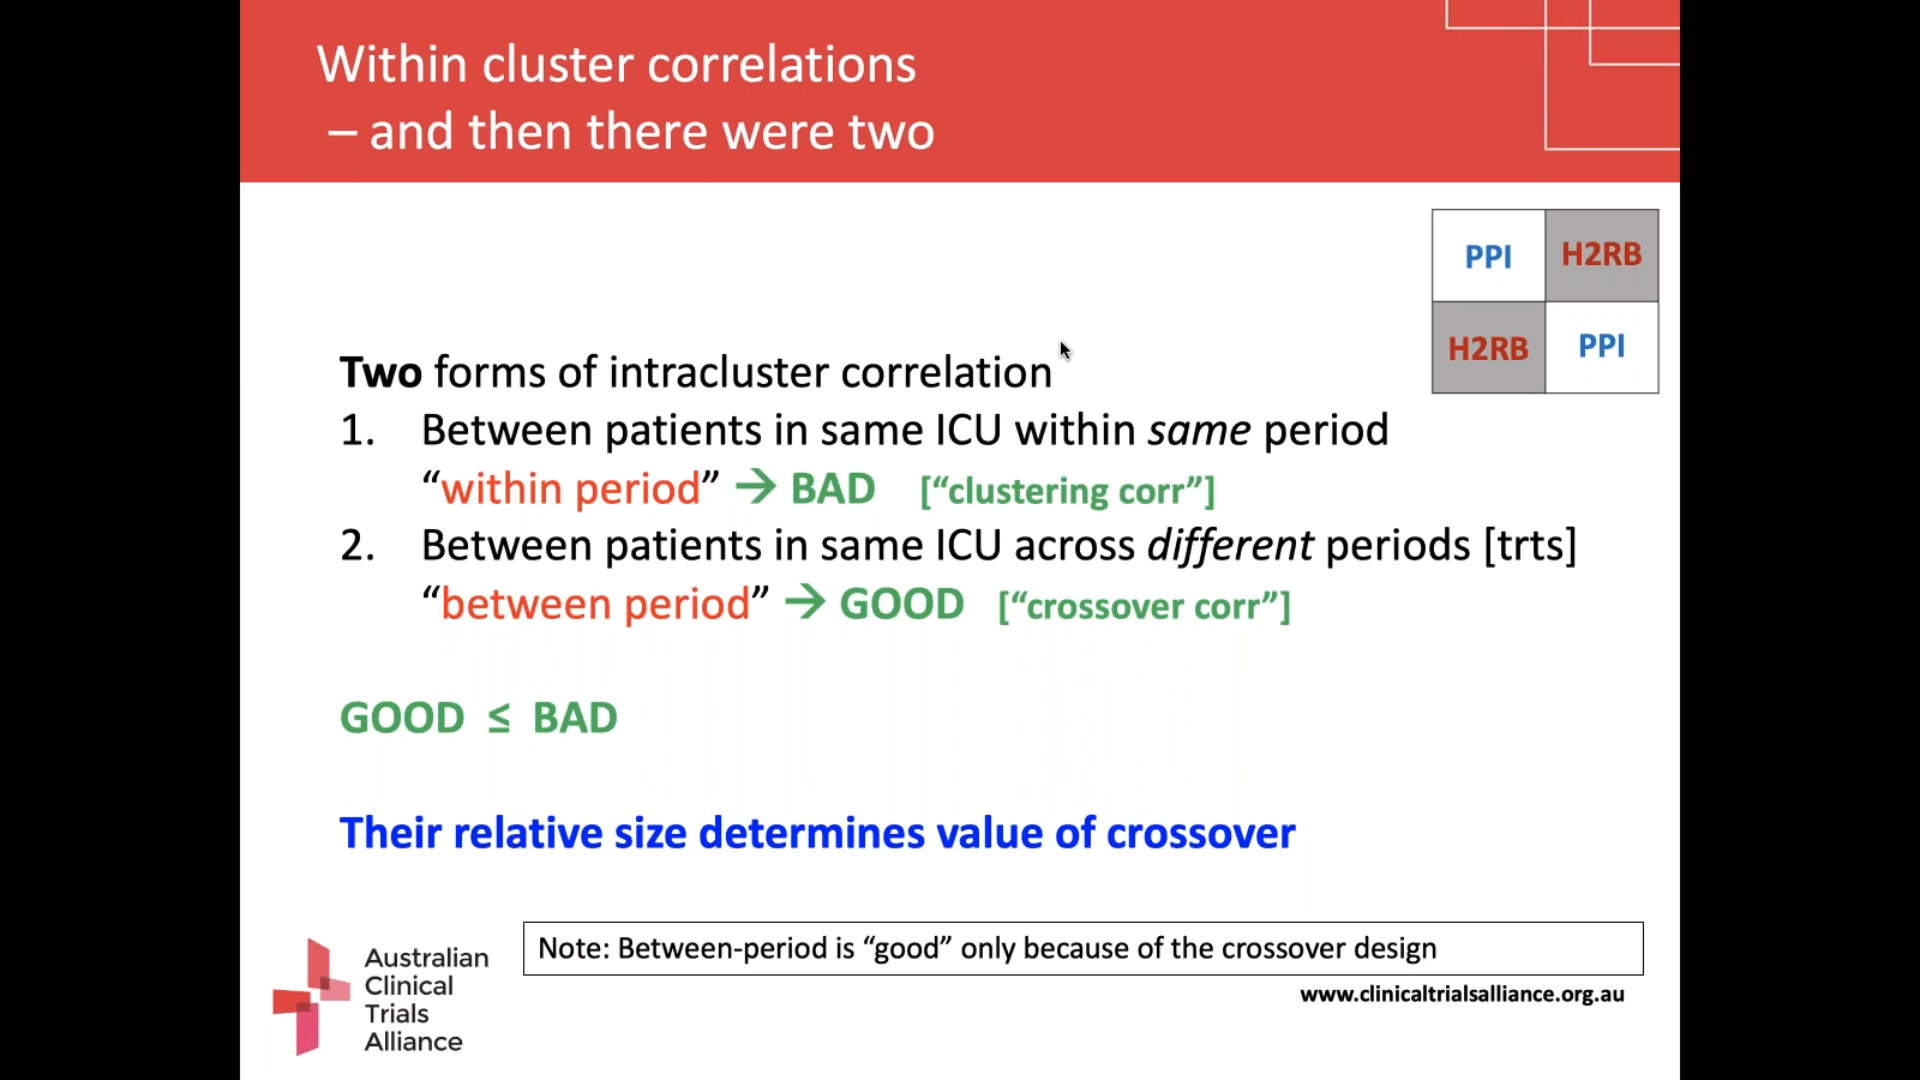 Within cluster correlations
– and then there were two
PPI H2RB
H2RB PPI
Two forms of intracluster correlation
1. Between patients in same ICU within same period
“within period” → BAD [“clustering corr”]
2. Between patients in same ICU across different periods [trts]
“between period” → GOOD [“crossover corr”]
GOOD ≤ BAD
Their relative size determines value of crossover
Note: Between-period is “good” only because of the crossover design
Australian
Clinical
Trials
Alliance
www.clinicaltrialsalliance.org.au